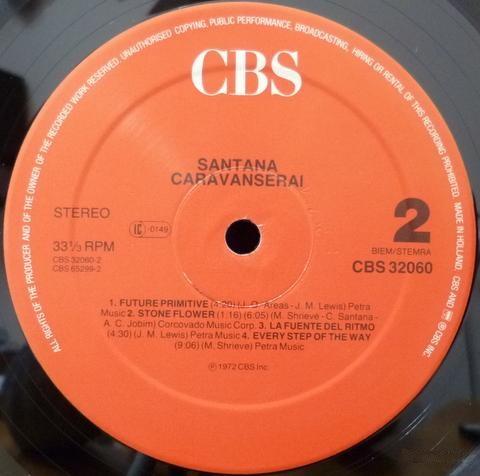 ALL RIGHTS OF THE PRODUCER AND OF THE OWNER OF THE RECORDED WORK RESERVED. UNAUTHORISED COPYING, PUBLIC PERFORMANCE, BROADCASTING, HIRING OR RENTAL OF THIS RECORDING PROHIBITED. MADE IN HOLLAND. CBS AND ARE ® CBS INC.
CBS
SANTANA
CARAVANSERAI
STEREO
33⅓ RPM
CBS 32060-2
CBS 65299-2
IC 0149
2
BIEM/STEMRA
CBS 32060
1. FUTURE PRIMITIVE (4:20) (J. O. Areas - J. M. Lewis) Petra
Music 2. STONE FLOWER (1:16) (6:05) (M. Shrieve - C. Santana -
A. C. Jobim) Corcovado Music Corp. 3. LA FUENTE DEL RITMO
(4:30) (J. M. Lewis) Petra Music 4. EVERY STEP OF THE WAY
(9:06) (M. Shrieve) Petra Music
℗ 1972 CBS Inc.